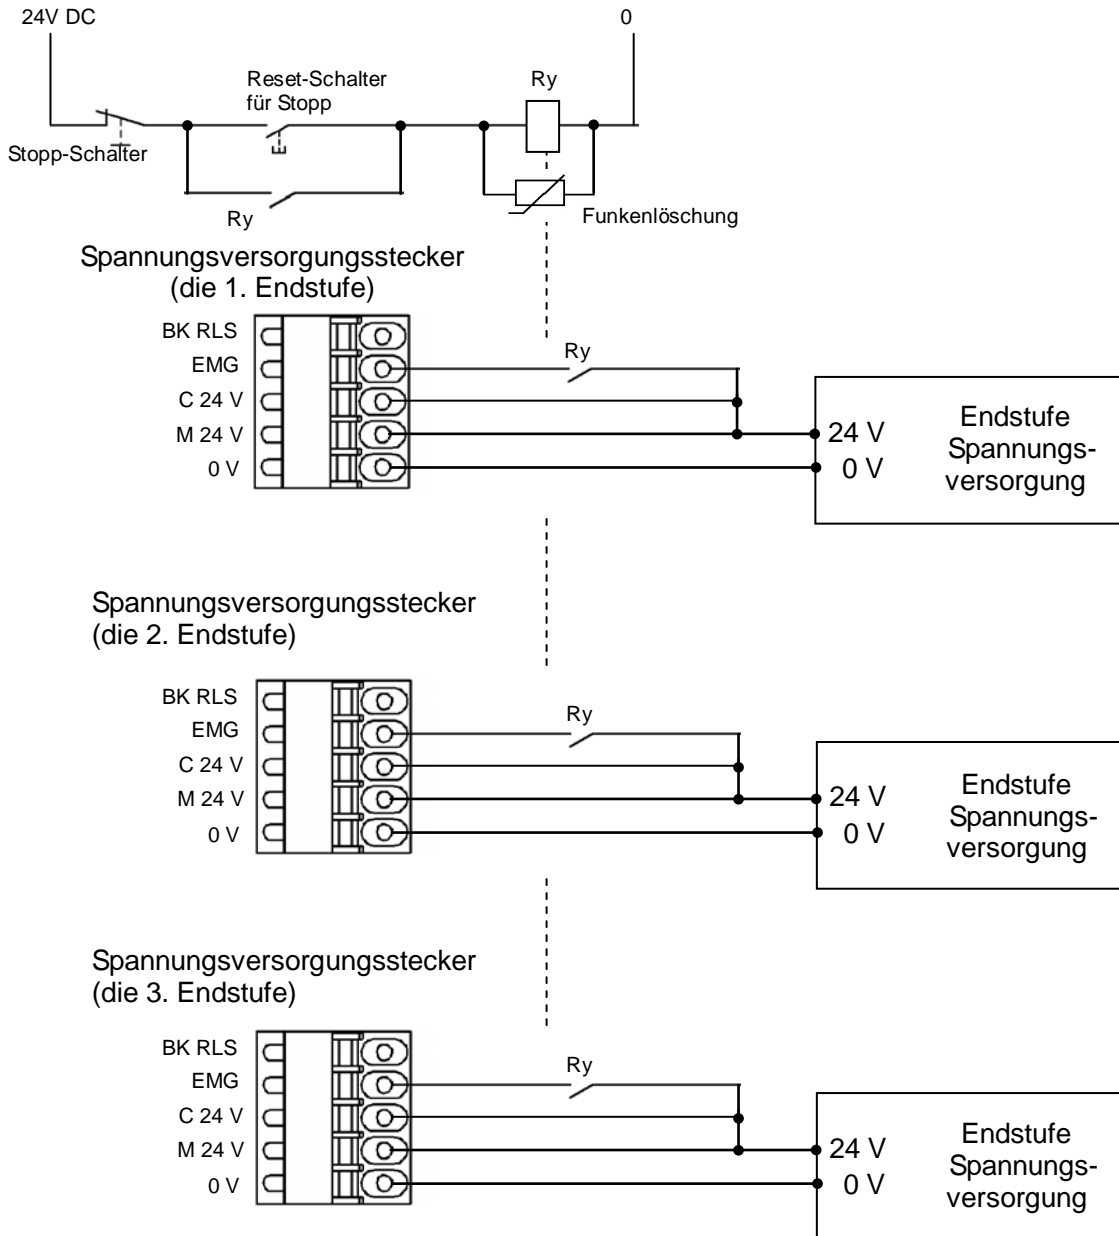 24V DC
0
Reset-Schalter
für Stopp
Ry
Stopp-Schalter
Ry
Funkenlöschung
Spannungsversorgungsstecker
(die 1. Endstufe)
BK RLS
EMG
C 24 V
M 24 V
0 V
Ry
24 V
0 V
Endstufe
Spannungs-
versorgung
Spannungsversorgungsstecker
(die 2. Endstufe)
BK RLS
EMG
C 24 V
M 24 V
0 V
Ry
24 V
0 V
Endstufe
Spannungs-
versorgung
Spannungsversorgungsstecker
(die 3. Endstufe)
BK RLS
EMG
C 24 V
M 24 V
0 V
Ry
24 V
0 V
Endstufe
Spannungs-
versorgung